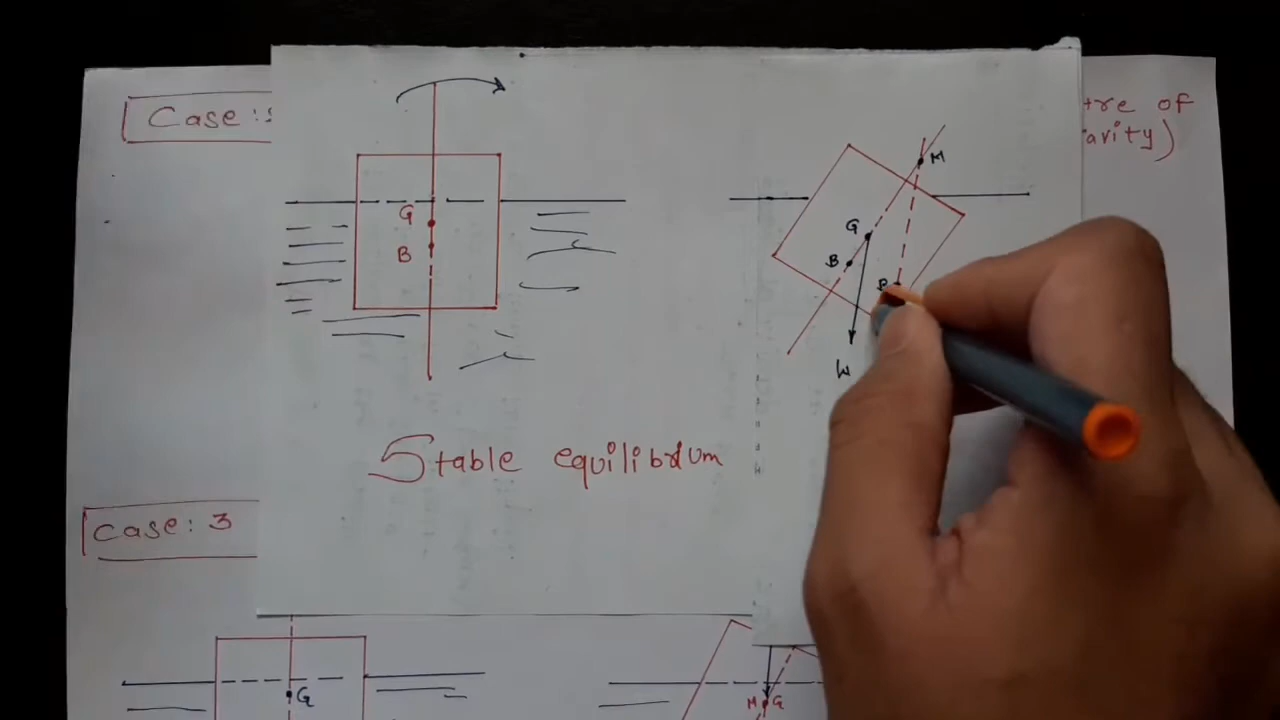 Case:
tre of
avity)
M
G
G
B
B
B
W
Stable equilibrium
Case: 3
G
M G